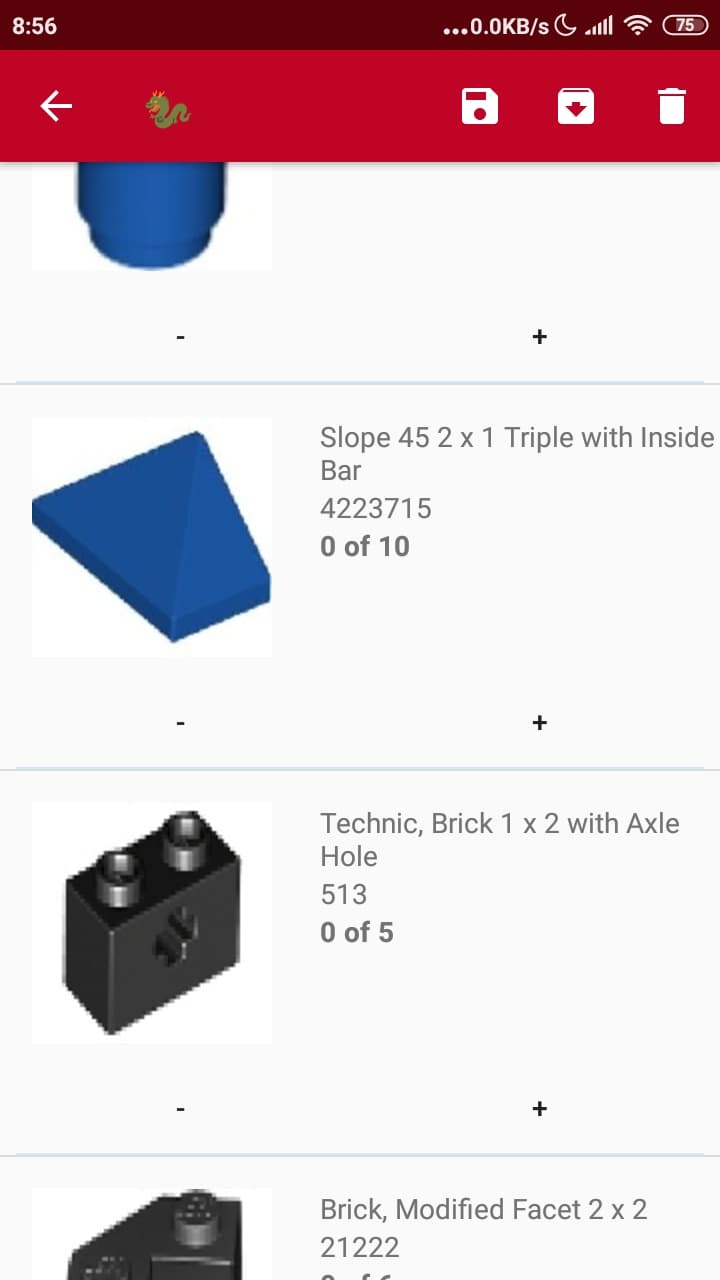 8:56
...0.0KB/s
75
-
+
Slope 45 2 x 1 Triple with Inside
Bar
4223715
0 of 10
-
+
Technic, Brick 1 x 2 with Axle
Hole
513
0 of 5
-
+
Brick, Modified Facet 2 x 2
21222